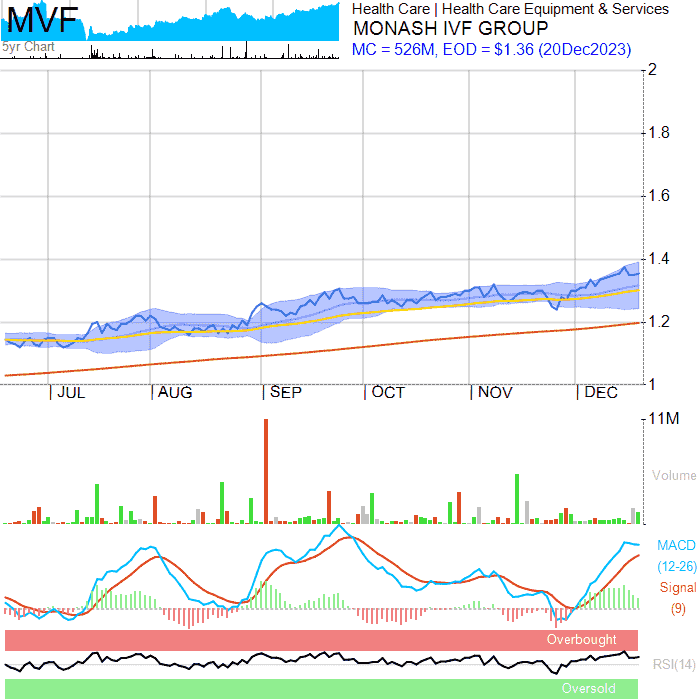 MVF
5yr Chart
Health Care | Health Care Equipment & Services
MONASH IVF GROUP
MC = 526M, EOD = $1.36 (20Dec2023)
2
1.8
1.6
1.4
1.2
1
JUL AUG SEP OCT NOV DEC
11M
Volume
MACD
(12-26)
Signal
(9)
Overbought
RSI(14)
Oversold